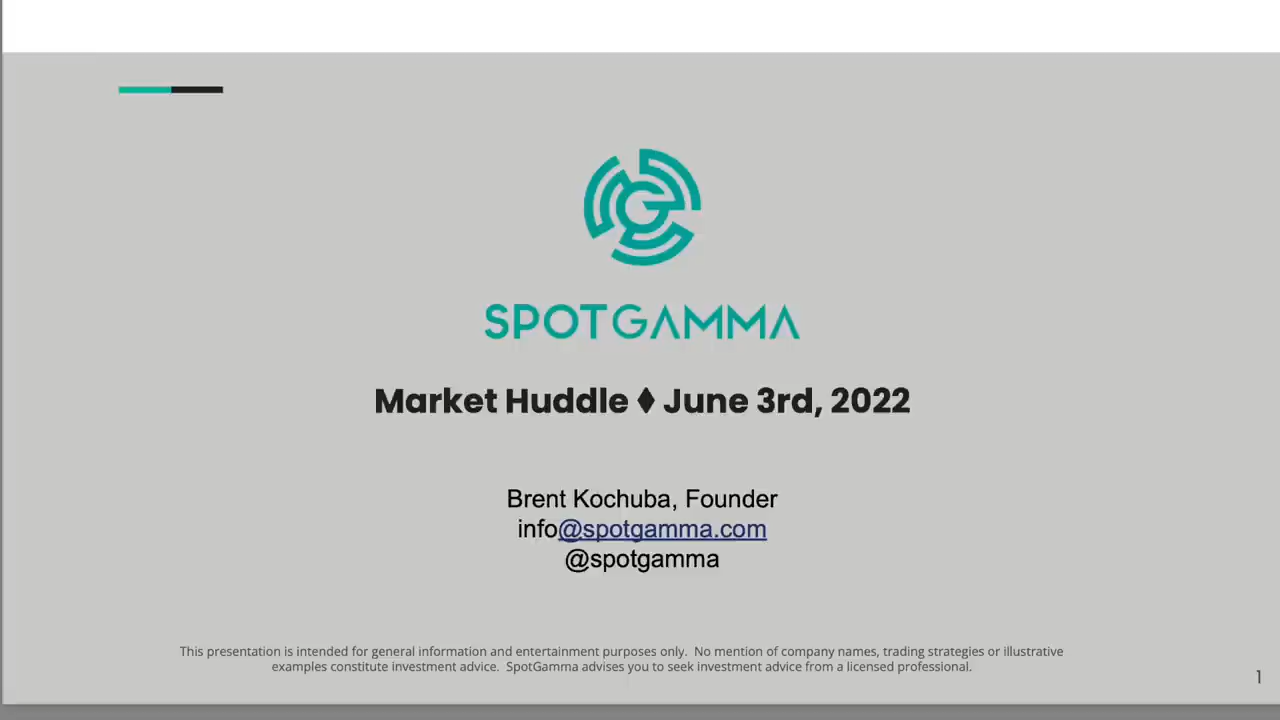 SPOTGAMMA
Market Huddle ♦ June 3rd, 2022
Brent Kochuba, Founder
info@spotgamma.com
@spotgamma
This presentation is intended for general information and entertainment purposes only.  No mention of company names, trading strategies or illustrative
examples constitute investment advice.  SpotGamma advises you to seek investment advice from a licensed professional.
1